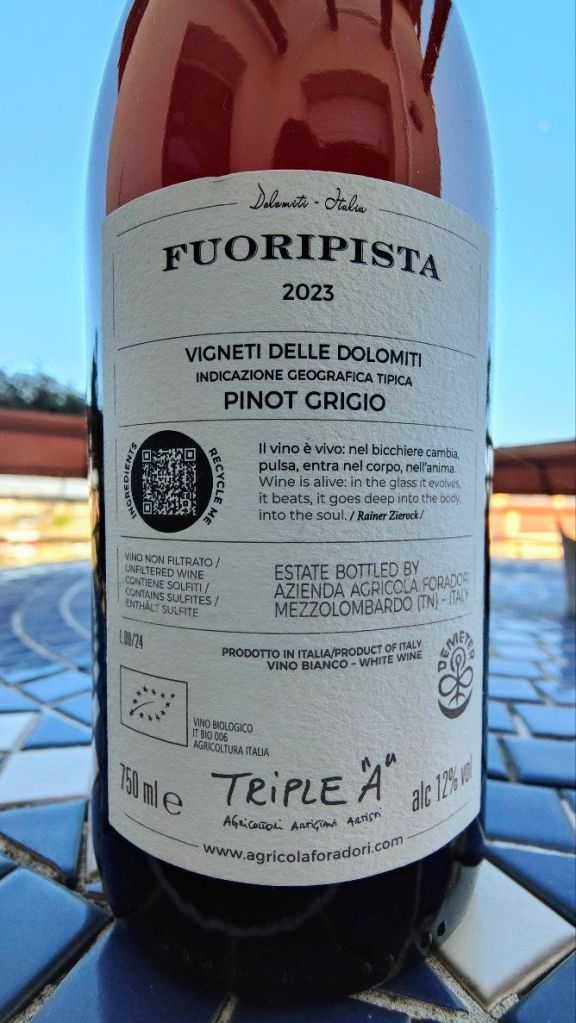 Dolomiti - Italia
FUORIPISTA
2023
VIGNETI DELLE DOLOMITI
INDICAZIONE GEOGRAFICA TIPICA
PINOT GRIGIO
INGREDIENTS
RECYCLE ME
Il vino è vivo: nel bicchiere cambia,
pulsa, entra nel corpo, nell'anima.
Wine is alive: in the glass it evolves,
it beats, it goes deep into the body,
into the soul. / Rainer Zierock /
VINO NON FILTRATO /
UNFILTERED WINE
CONTIENE SOLFITI /
CONTAINS SULFITES /
ENTHÄLT SULFITE
ESTATE BOTTLED BY
AZIENDA AGRICOLA FORADORI
MEZZOLOMBARDO (TN) – ITALY
L.09/24
PRODOTTO IN ITALIA/PRODUCT OF ITALY
VINO BIANCO – WHITE WINE
DEMETER
VINO BIOLOGICO
IT BIO 006
AGRICOLTURA ITALIA
750 ml e
TRIPLE "A"
AGRICOLTORI ARTIGIANI ARTISTI
alc 12% vol
www.agricolaforadori.com